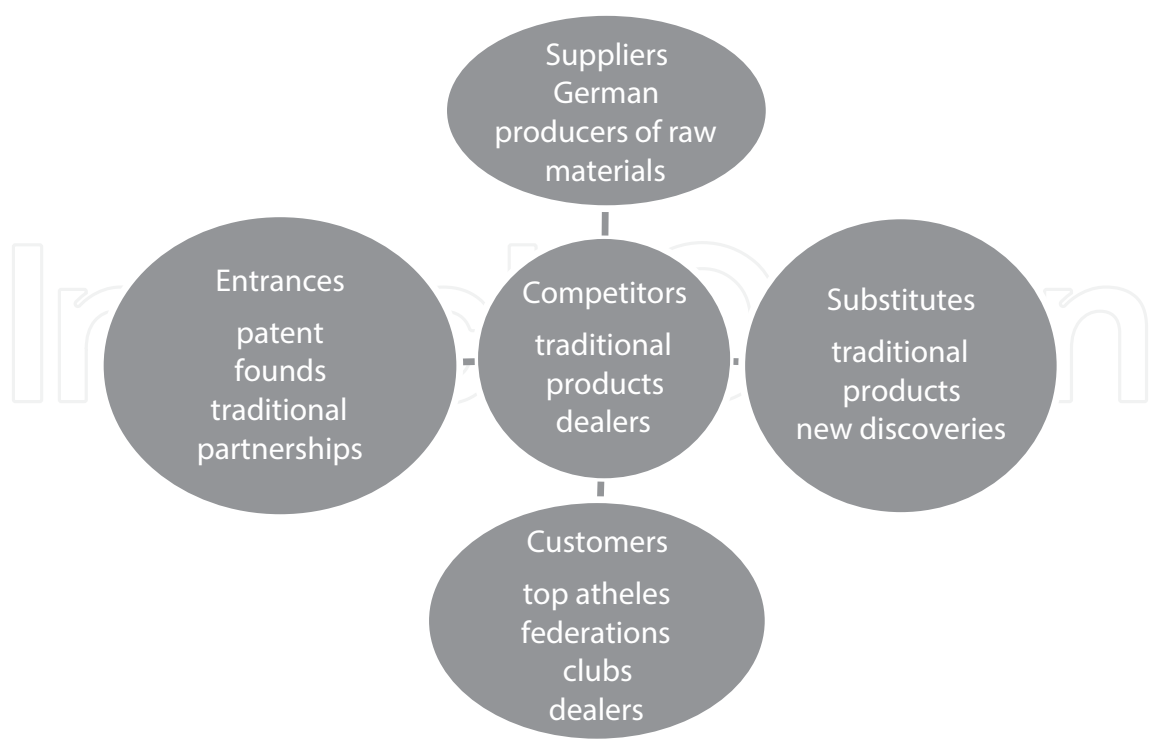 Suppliers
German
producers of raw
materials
Entrances
patent
founds
traditional
partnerships
Competitors
traditional
products
dealers
Substitutes
traditional
products
new discoveries
Customers
top atheles
federations
clubs
dealers